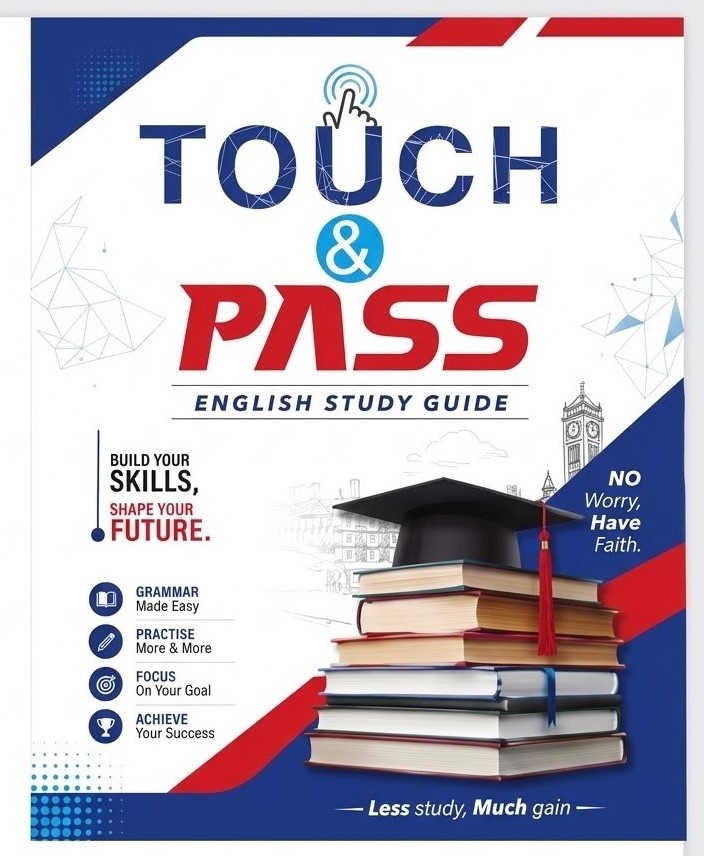 TOUCH
&
PASS
ENGLISH STUDY GUIDE
BUILD YOUR
SKILLS,
SHAPE YOUR
FUTURE.
NO
Worry,
Have
Faith.
GRAMMAR
Made Easy
PRACTISE
More & More
FOCUS
On Your Goal
ACHIEVE
Your Success
Less study, Much gain